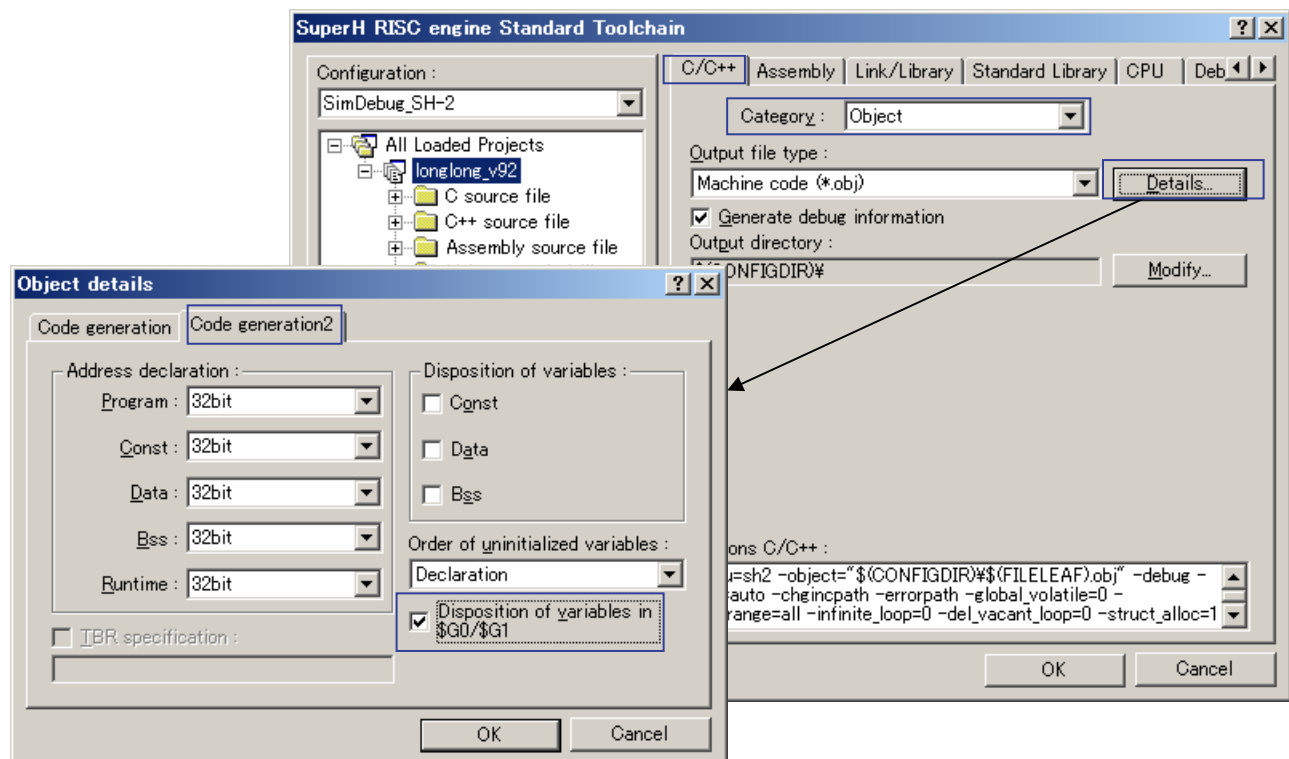 SuperH RISC engine Standard Toolchain
Configuration :
SimDebug_SH-2
All Loaded Projects
longlong_v92
C source file
C++ source file
Assembly source file
C/C++
Assembly
Link/Library
Standard Library
CPU
Deb
Category :
Object
Output file type :
Machine code (*.obj)
Details...
Generate debug information
Output directory :
$(CONFIGDIR)¥
Modify...
ons C/C++ :
u=sh2 -object="$(CONFIGDIR)¥$(FILELEAF).obj" -debug -
=auto -chgincpath -errorpath -global_volatile=0 -
range=all -infinite_loop=0 -del_vacant_loop=0 -struct_alloc=1
OK
Cancel
Object details
Code generation
Code generation2
Address declaration :
Program :
32bit
Const :
32bit
Data :
32bit
Bss :
32bit
Runtime :
32bit
TBR specification :
Disposition of variables :
Const
Data
Bss
Order of uninitialized variables :
Declaration
Disposition of variables in
$G0/$G1
OK
Cancel